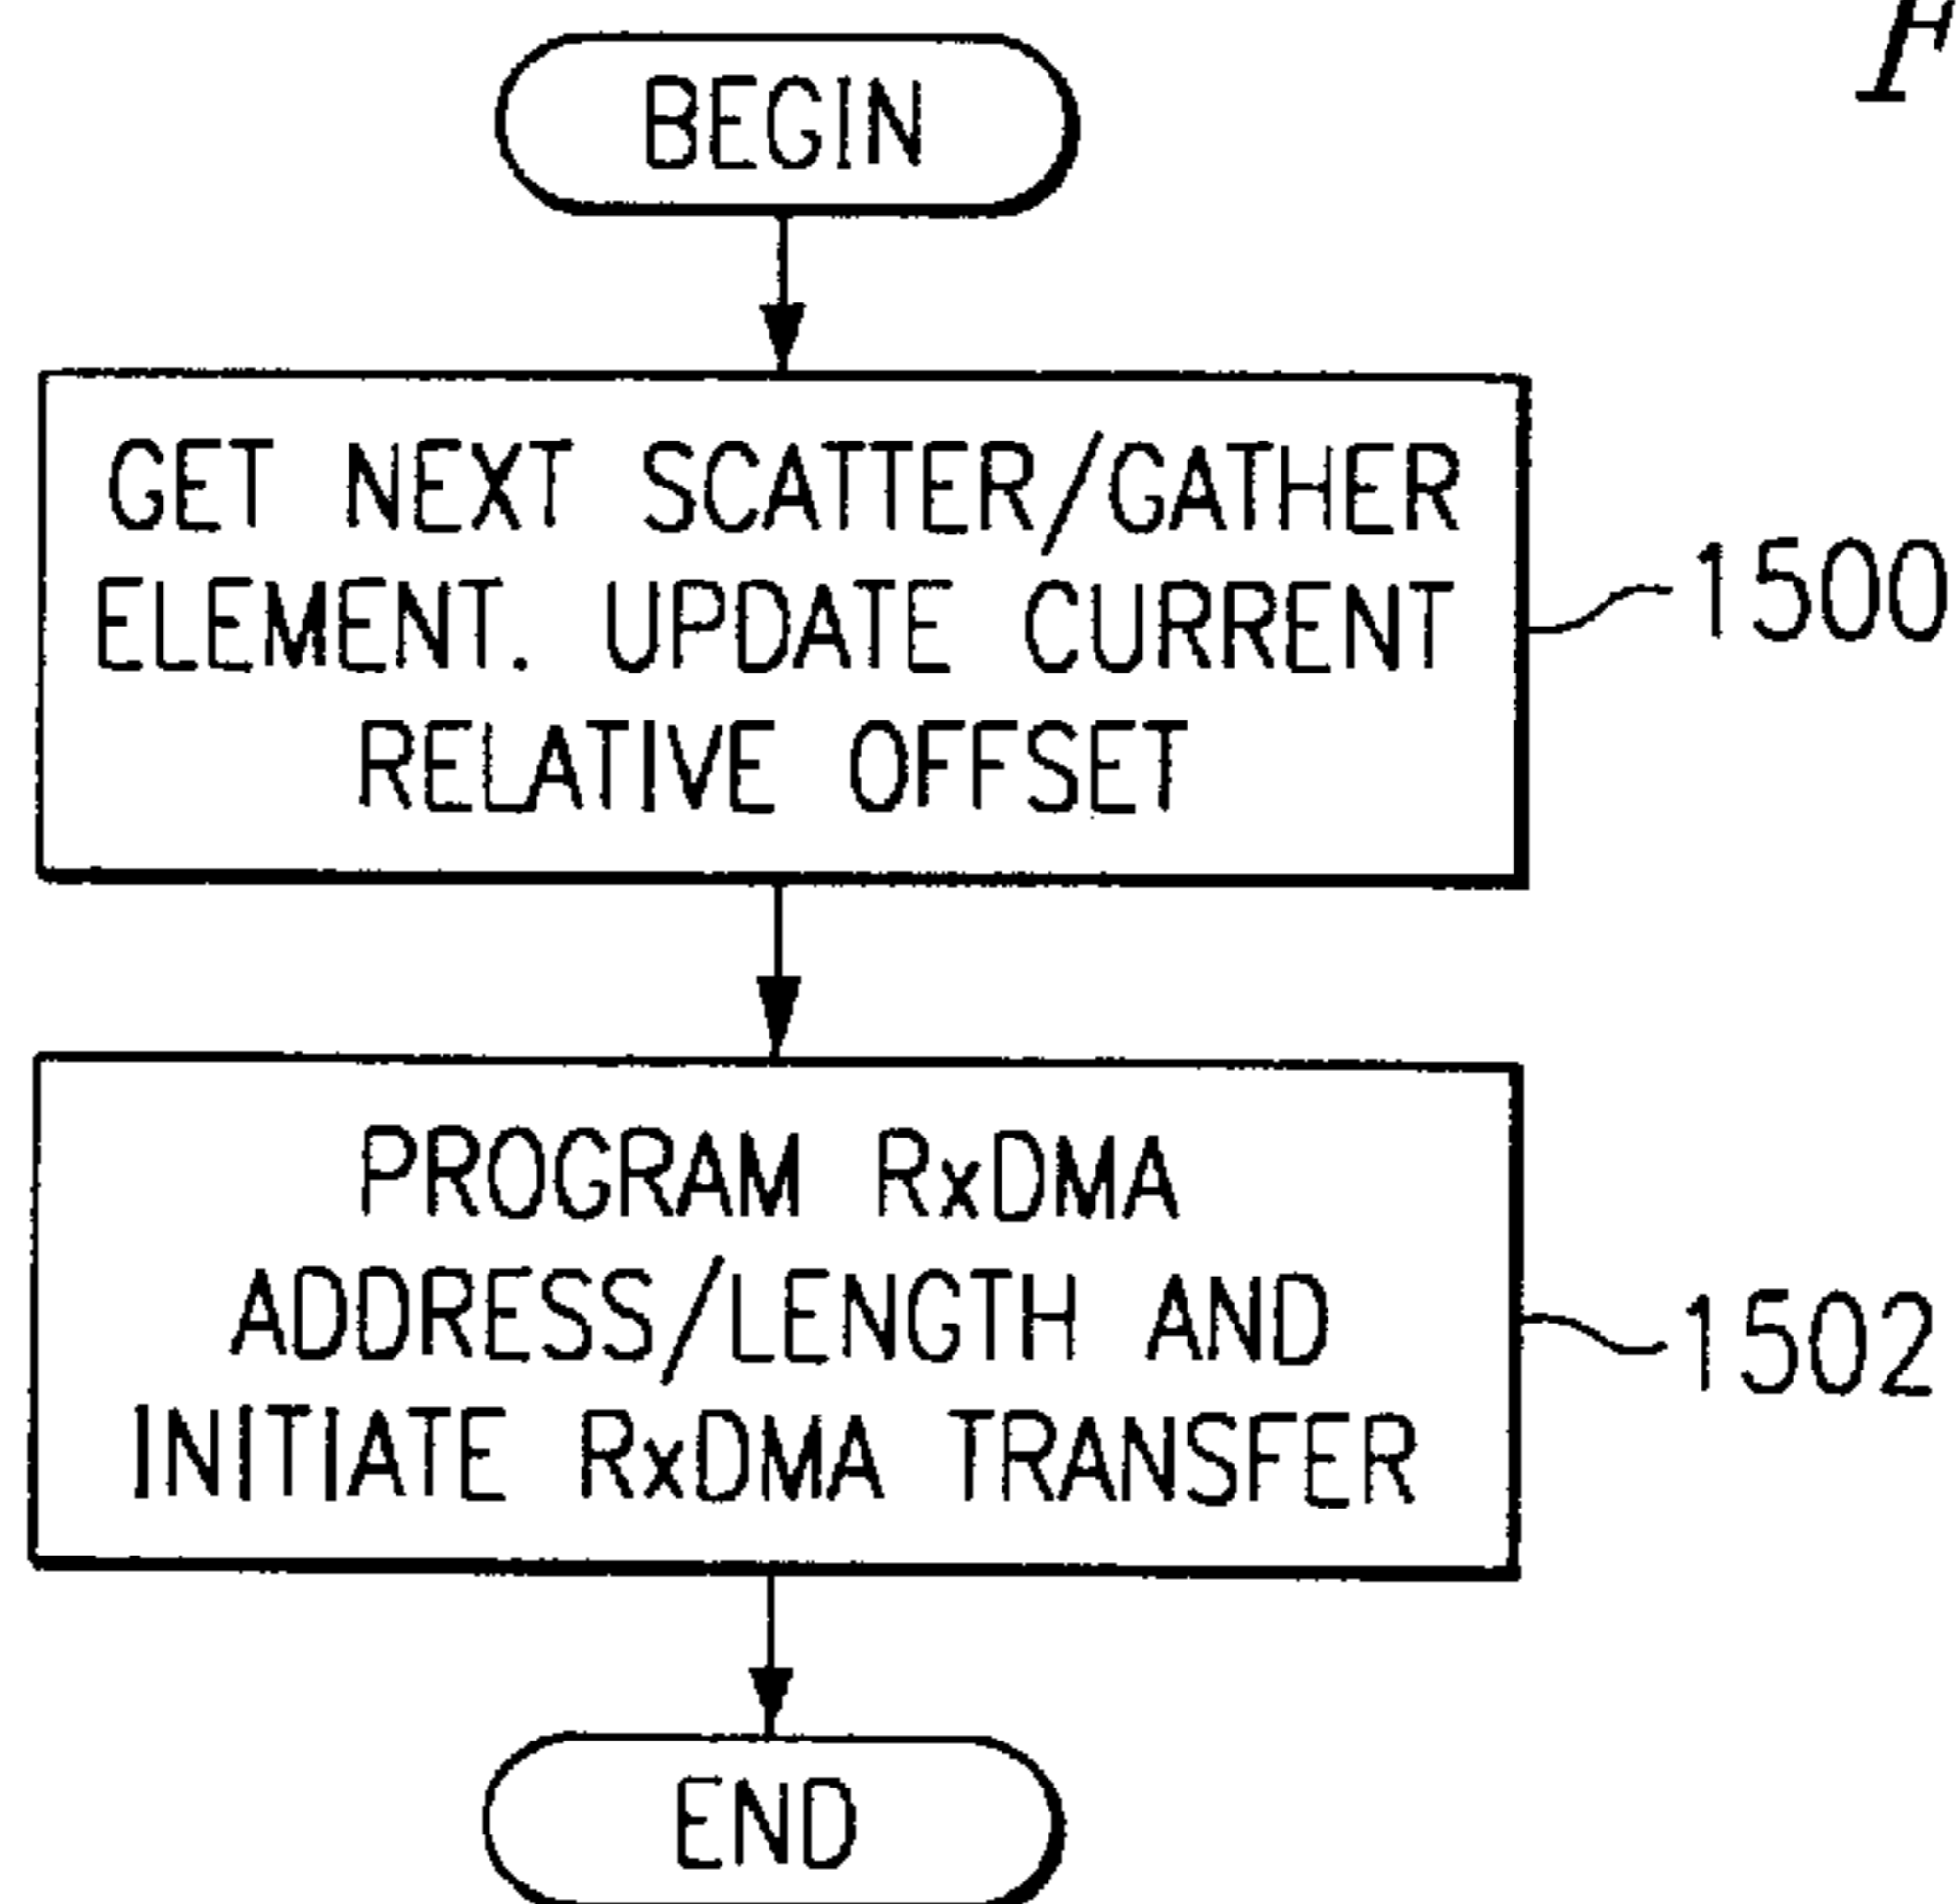 BEGIN
GET NEXT SCATTER/GATHER
ELEMENT. UPDATE CURRENT
RELATIVE OFFSET
1500
PROGRAM RxDMA
ADDRESS/LENGTH AND
INITIATE RxDMA TRANSFER
1502
END